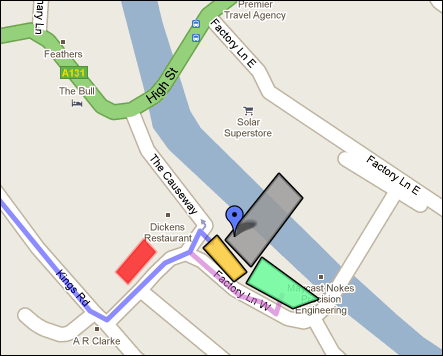 Premier
Travel Agency
nary Ln
Factory Ln E
Feathers
A131
High St
The Bull
Solar
Superstore
The Causeway
Factory Ln E
Dickens
Restaurant
Kings Rd
Factory Ln W
Nokes
Precision
Engineering
A R Clarke